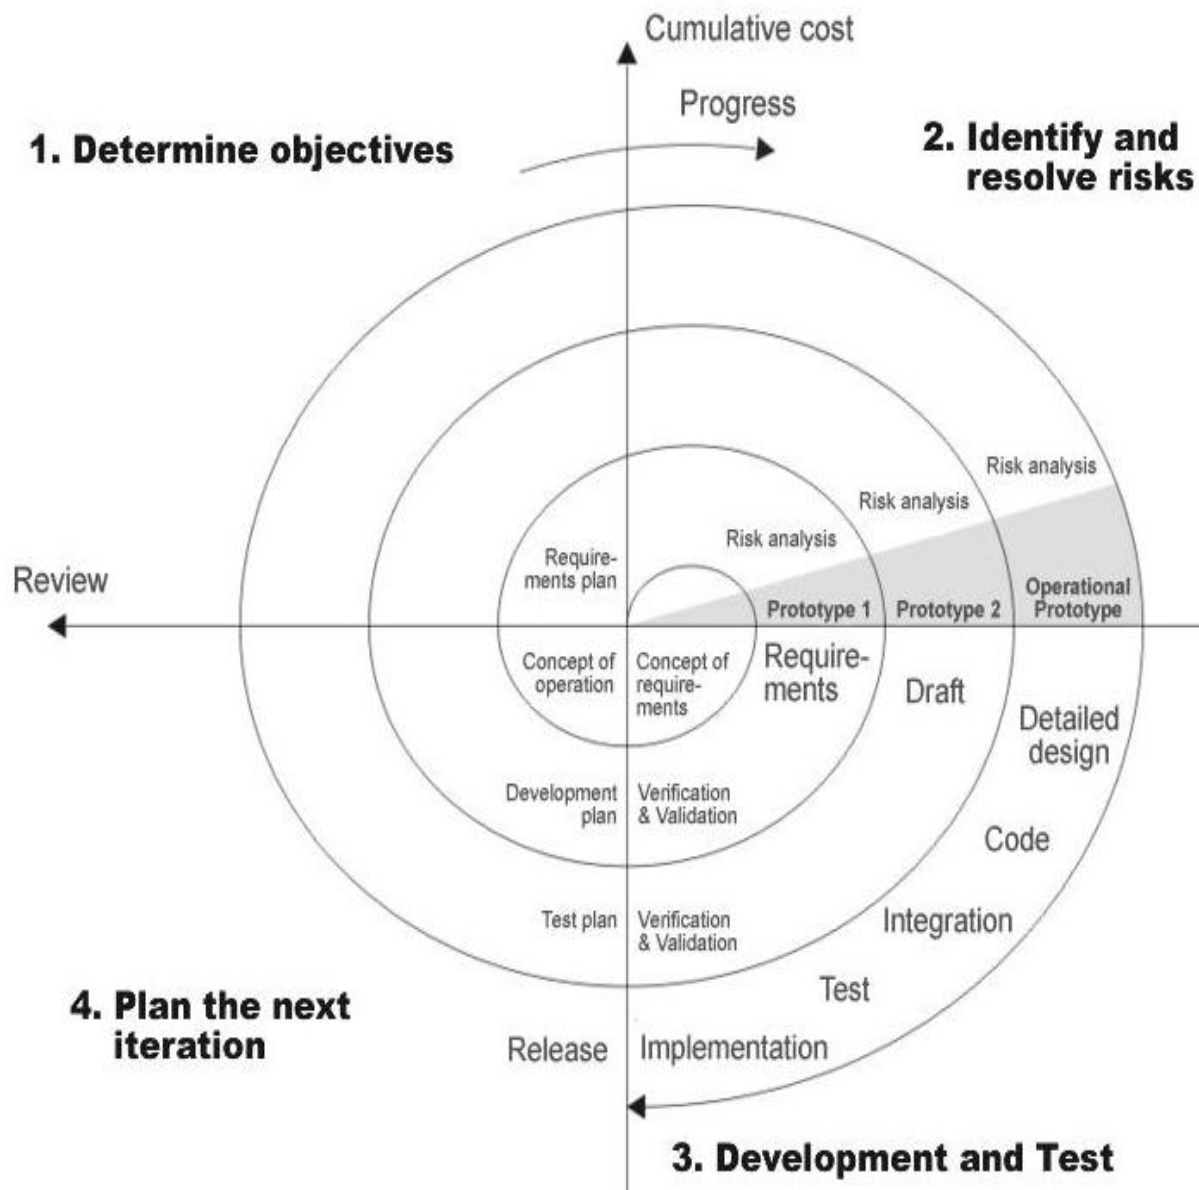 Cumulative cost
Progress
1. Determine objectives
2. Identify and
resolve risks
Risk analysis
Risk analysis
Risk analysis
Require-
ments plan
Operational
Prototype
Prototype 1
Prototype 2
Review
Concept of
operation
Concept of
require-
ments
Require-
ments
Draft
Detailed
design
Development
plan
Verification
& Validation
Code
Test plan
Verification
& Validation
Integration
Test
4. Plan the next
iteration
Release
Implementation
3. Development and Test